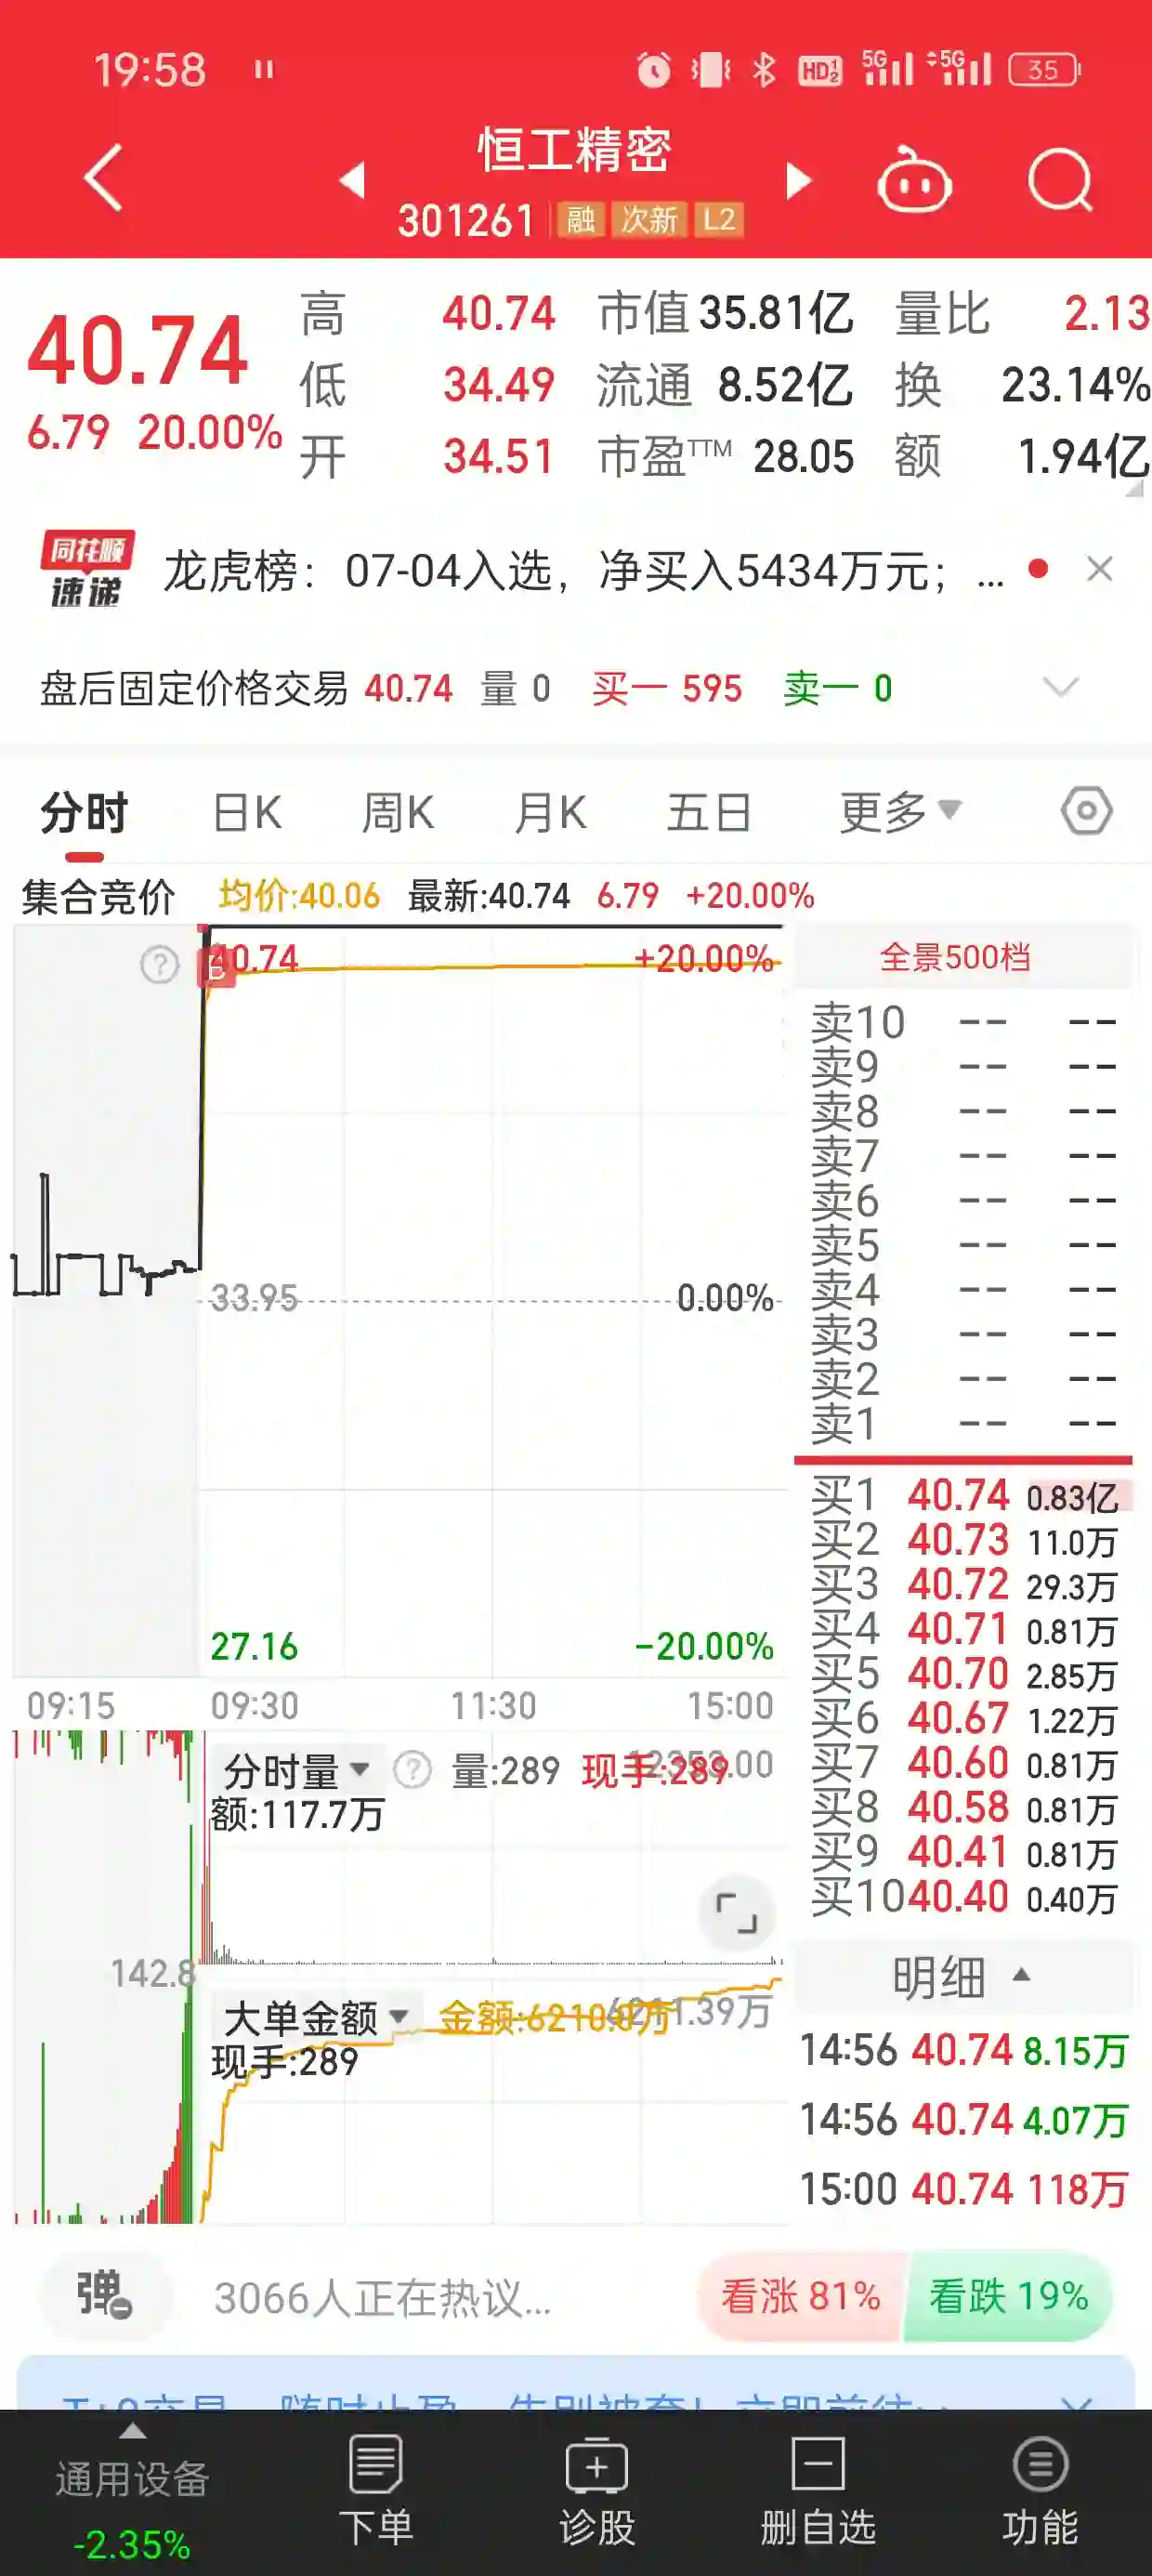 19:58 HD 5G 5G 35
恒工精密
301261 融 次新 L2
40.74
6.79 20.00%
高 40.74 市值 35.81亿 量比 2.13
低 34.49 流通 8.52亿 换 23.14%
开 34.51 市盈TTM 28.05 额 1.94亿
同花顺
速递
龙虎榜：07-04入选，净买入5434万元；...
盘后固定价格交易 40.74 量 0 买一 595 卖一 0
分时 日K 周K 月K 五日 更多
集合竞价 均价:40.06 最新:40.74 6.79 +20.00%
40.74 +20.00%
B
33.95 0.00%
27.16 -20.00%
09:15 09:30 11:30 15:00
全景500档
卖10 -- --
卖9 -- --
卖8 -- --
卖7 -- --
卖6 -- --
卖5 -- --
卖4 -- --
卖3 -- --
卖2 -- --
卖1 -- --
买1 40.74 0.83亿
买2 40.73 11.0万
买3 40.72 29.3万
买4 40.71 0.81万
买5 40.70 2.85万
买6 40.67 1.22万
买7 40.60 0.81万
买8 40.58 0.81万
买9 40.41 0.81万
买10 40.40 0.40万
分时量 ? 量:289 现手:289
额:117.7万
142.8
大单金额 金额:6210.8万 6211.39万
现手:289
明细
14:56 40.74 8.15万
14:56 40.74 4.07万
15:00 40.74 118万
弹 3066人正在热议... 看涨 81% 看跌 19%
通用设备
-2.35%
下单 诊股 删自选 功能